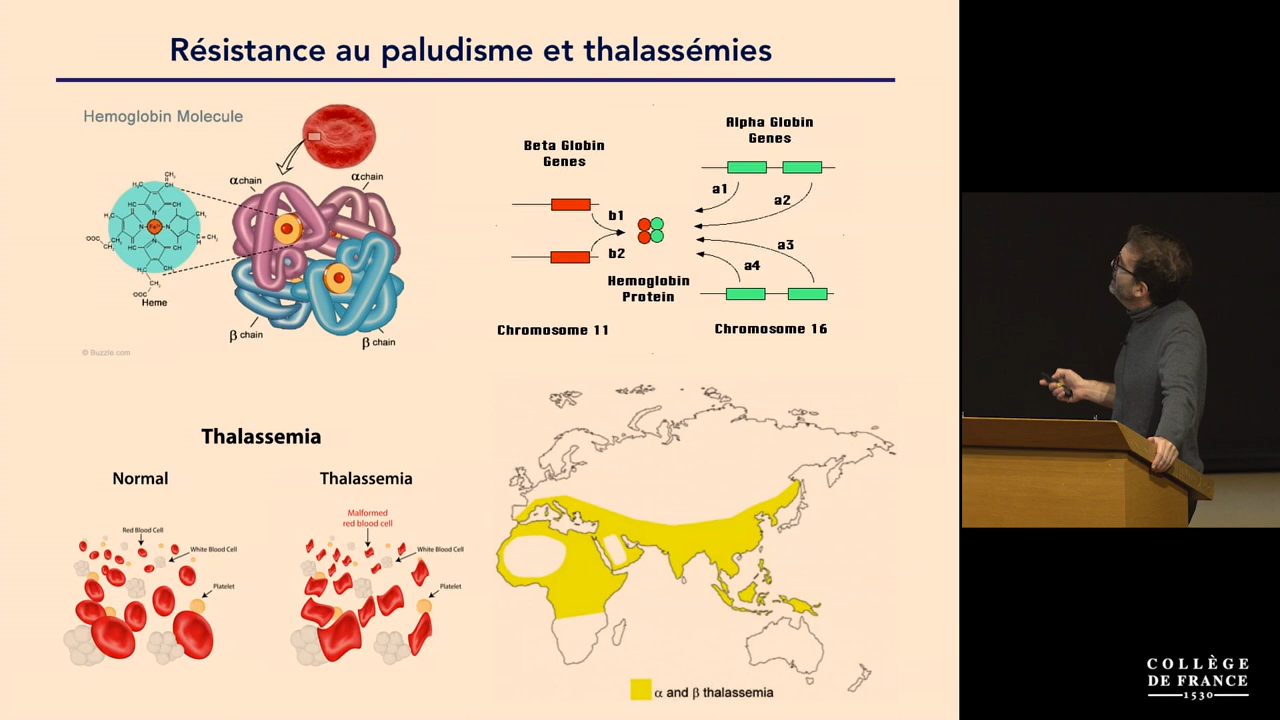 Résistance au paludisme et thalassémies
Hemoglobin Molecule
α chain
α chain
Heme
β chain
β chain
© Buzzle.com
Beta Globin
Genes
Alpha Globin
Genes
a1
a2
b1
b2
a3
a4
Hemoglobin
Protein
Chromosome 11
Chromosome 16
Thalassemia
Normal
Thalassemia
Red Blood Cell
White Blood Cell
Platelet
Malformed
red blood cell
White Blood Cell
Platelet
α and β thalassemia
COLLÈGE
DE FRANCE
1530